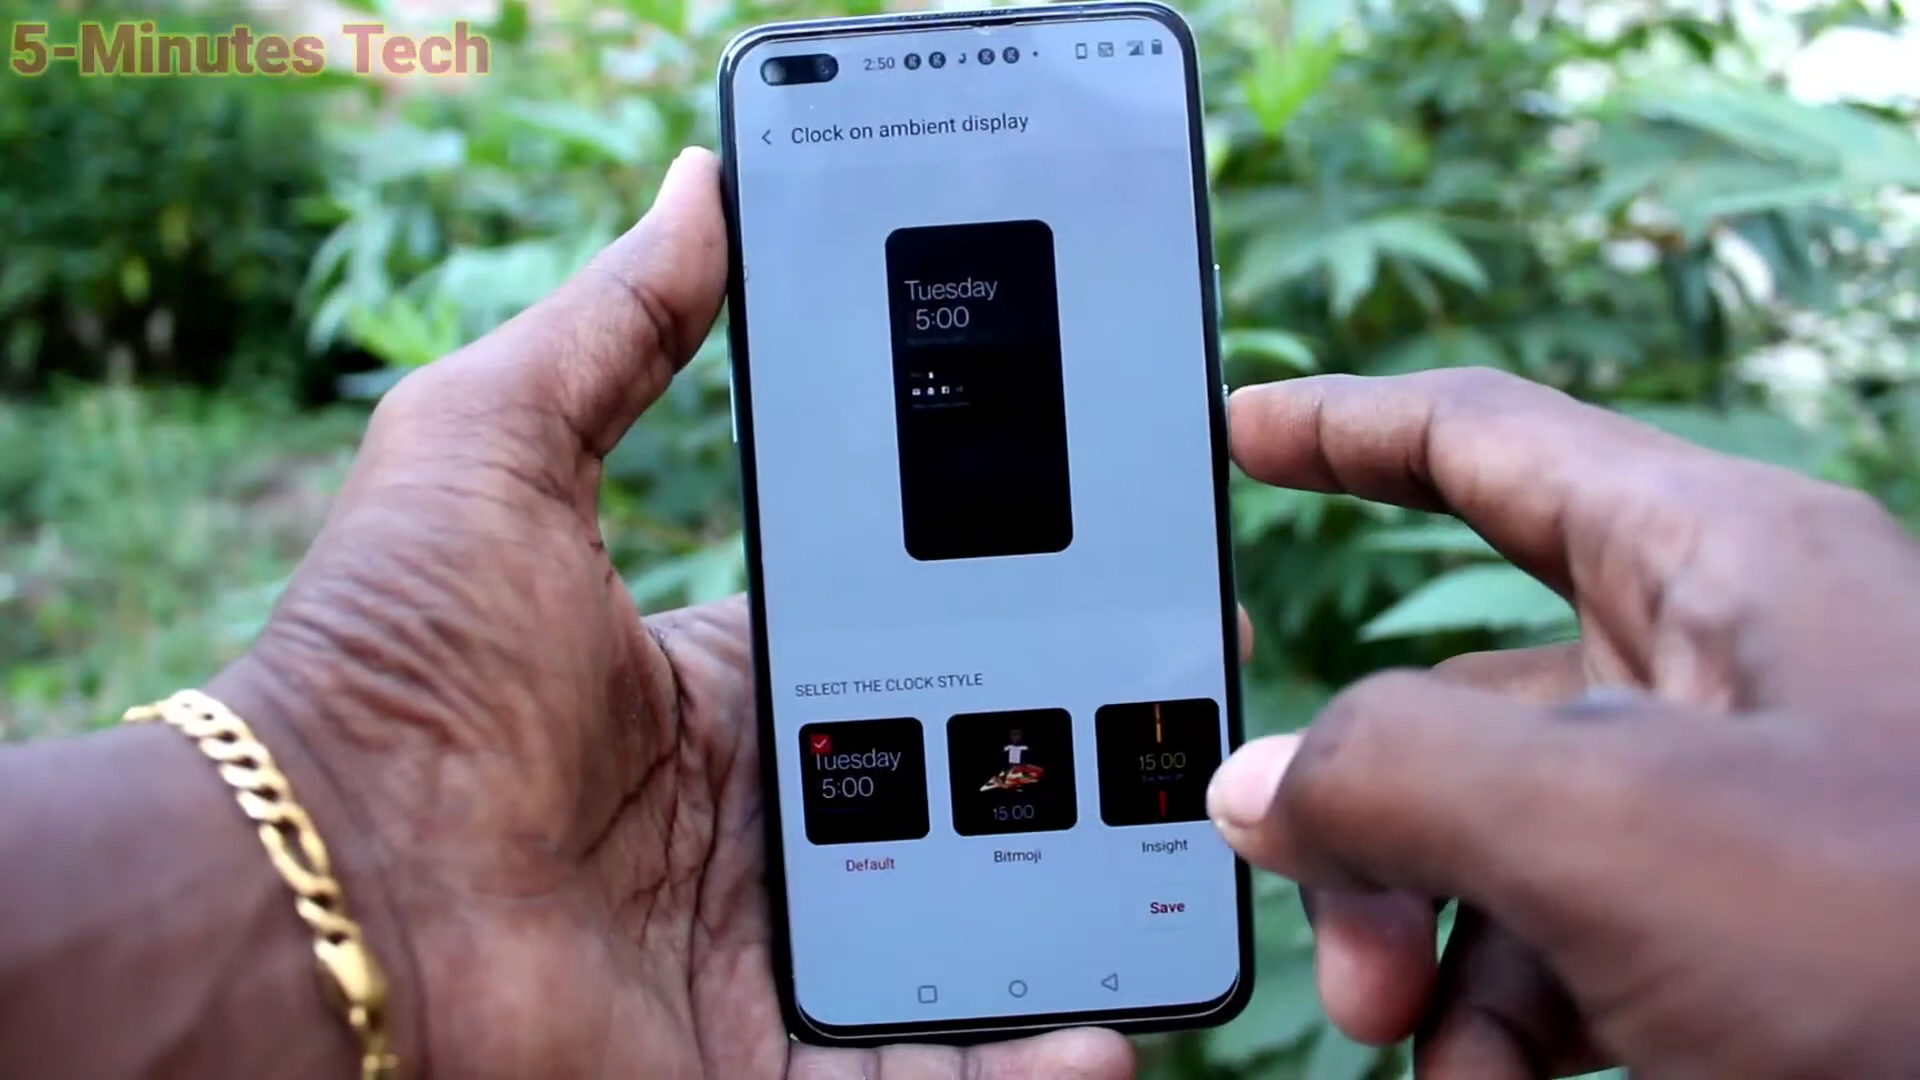 5-Minutes Tech
2:50
Clock on ambient display
Tuesday
5:00
SELECT THE CLOCK STYLE
Tuesday
5:00
15 00
15 00
Default
Bitmoji
Insight
Save